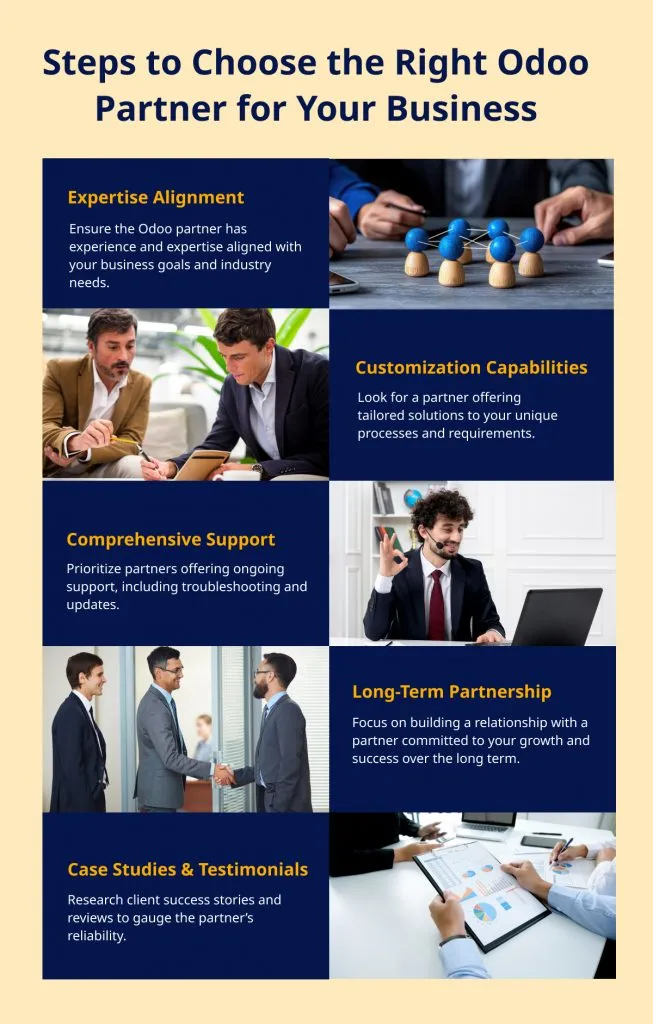 Steps to Choose the Right Odoo
Partner for Your Business
Expertise Alignment
Ensure the Odoo partner has
experience and expertise aligned with
your business goals and industry
needs.
Customization Capabilities
Look for a partner offering
tailored solutions to your unique
processes and requirements.
Comprehensive Support
Prioritize partners offering ongoing
support, including troubleshooting and
updates.
Long-Term Partnership
Focus on building a relationship with a
partner committed to your growth and
success over the long term.
Case Studies & Testimonials
Research client success stories and
reviews to gauge the partner’s
reliability.